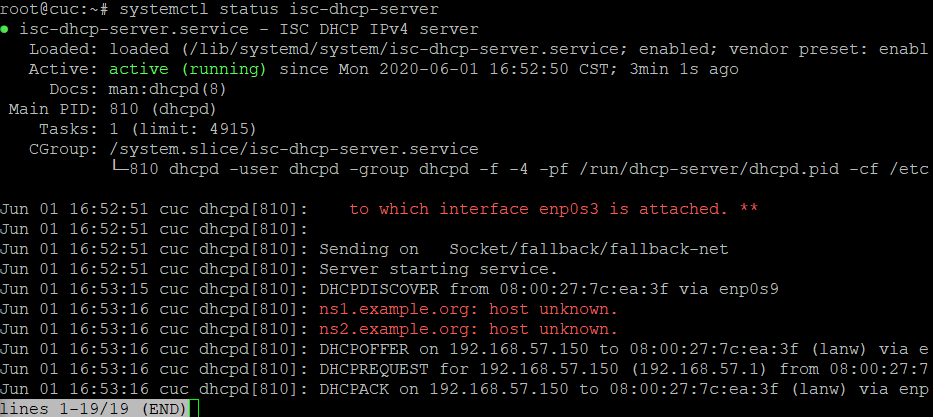 root@cuc:~# systemctl status isc-dhcp-server
● isc-dhcp-server.service - ISC DHCP IPv4 server
   Loaded: loaded (/lib/systemd/system/isc-dhcp-server.service; enabled; vendor preset: enabl
   Active: active (running) since Mon 2020-06-01 16:52:50 CST; 3min 1s ago
     Docs: man:dhcpd(8)
 Main PID: 810 (dhcpd)
    Tasks: 1 (limit: 4915)
   CGroup: /system.slice/isc-dhcp-server.service
           └─810 dhcpd -user dhcpd -group dhcpd -f -4 -pf /run/dhcp-server/dhcpd.pid -cf /etc

Jun 01 16:52:51 cuc dhcpd[810]:    to which interface enp0s3 is attached. **
Jun 01 16:52:51 cuc dhcpd[810]:
Jun 01 16:52:51 cuc dhcpd[810]: Sending on   Socket/fallback/fallback-net
Jun 01 16:52:51 cuc dhcpd[810]: Server starting service.
Jun 01 16:53:15 cuc dhcpd[810]: DHCPDISCOVER from 08:00:27:7c:ea:3f via enp0s9
Jun 01 16:53:16 cuc dhcpd[810]: ns1.example.org: host unknown.
Jun 01 16:53:16 cuc dhcpd[810]: ns2.example.org: host unknown.
Jun 01 16:53:16 cuc dhcpd[810]: DHCPOFFER on 192.168.57.150 to 08:00:27:7c:ea:3f (lanw) via e
Jun 01 16:53:16 cuc dhcpd[810]: DHCPREQUEST for 192.168.57.150 (192.168.57.1) from 08:00:27:7
Jun 01 16:53:16 cuc dhcpd[810]: DHCPACK on 192.168.57.150 to 08:00:27:7c:ea:3f (lanw) via enp
lines 1-19/19 (END)